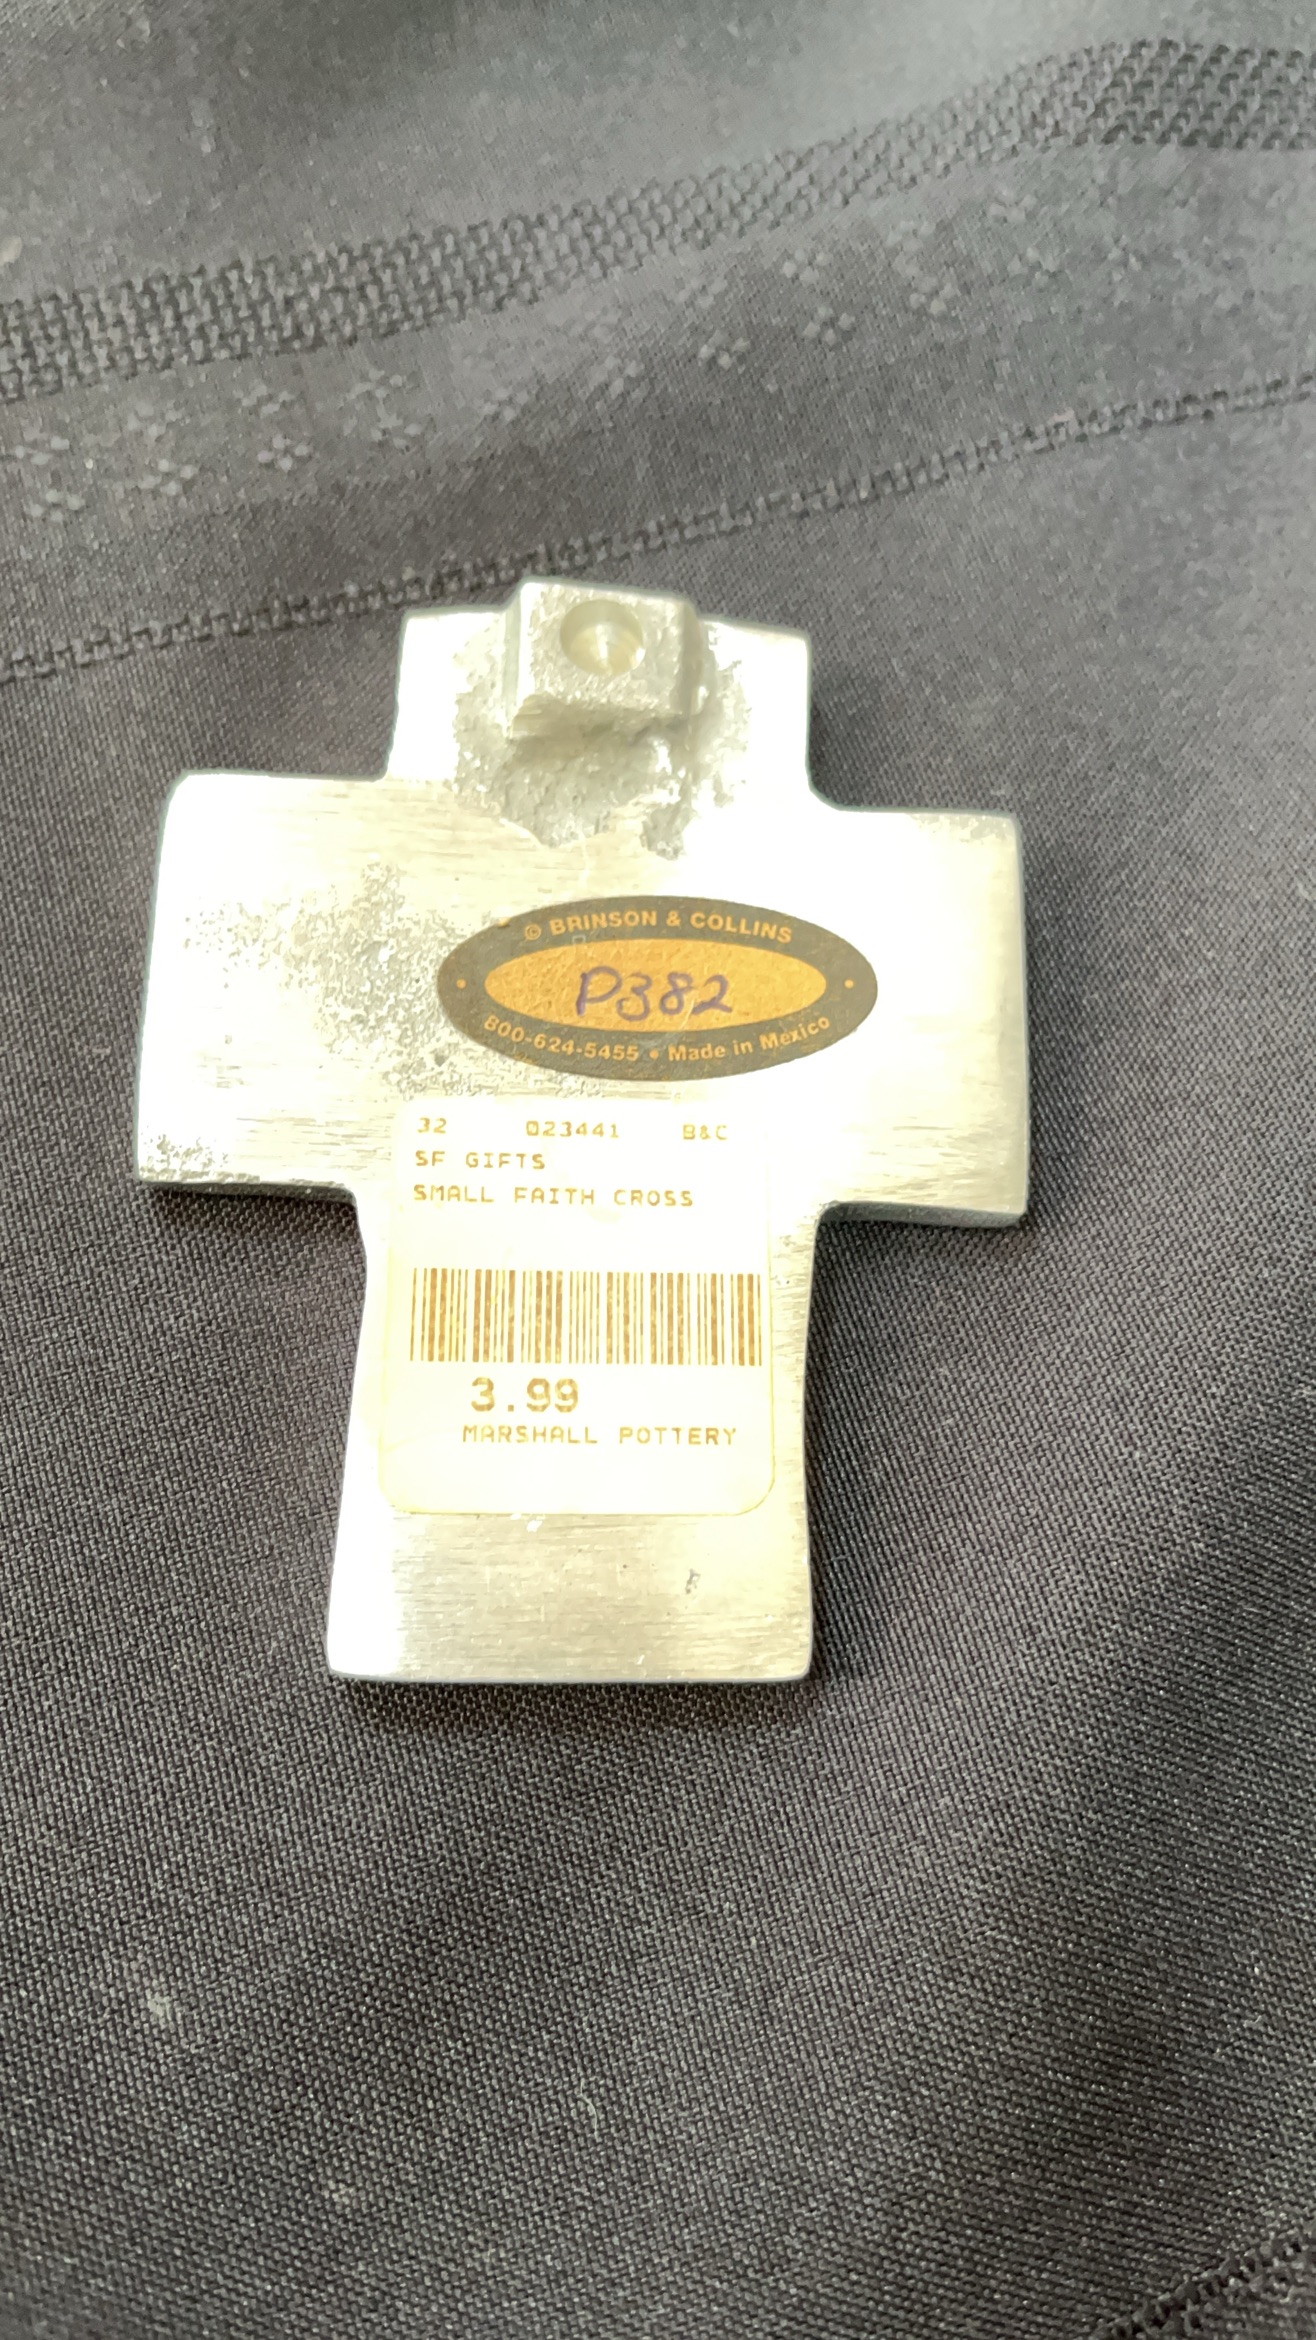 © BRINSON & COLLINS
P382
800-624-5455 • Made in Mexico
32 023441 B&C
SF GIFTS
SMALL FAITH CROSS
3.99
MARSHALL POTTERY